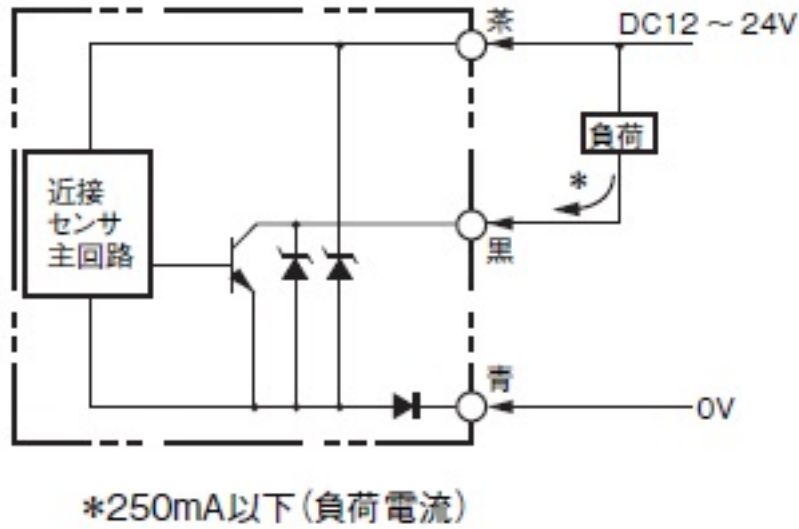 茶
DC12～24V
負荷
*
近接
センサ
主回路
黒
青
0V
*250mA以下（負荷電流）